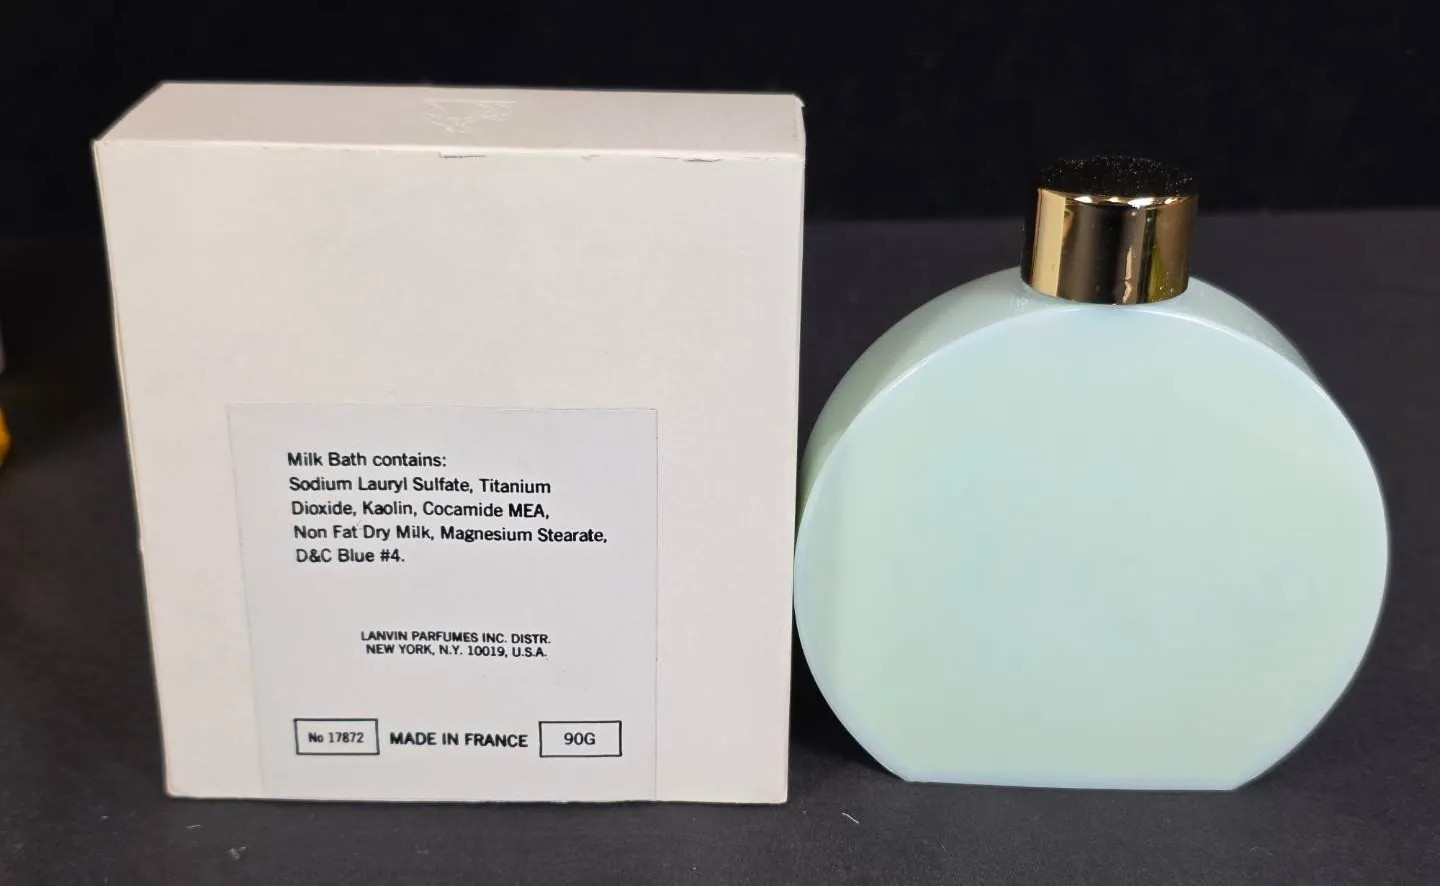 Milk Bath contains:
Sodium Lauryl Sulfate, Titanium
Dioxide, Kaolin, Cocamide MEA,
Non Fat Dry Milk, Magnesium Stearate,
D&C Blue #4.
LANVIN PARFUMES INC. DISTR.
NEW YORK, N.Y. 10019, U.S.A.
No 17872 MADE IN FRANCE 90G